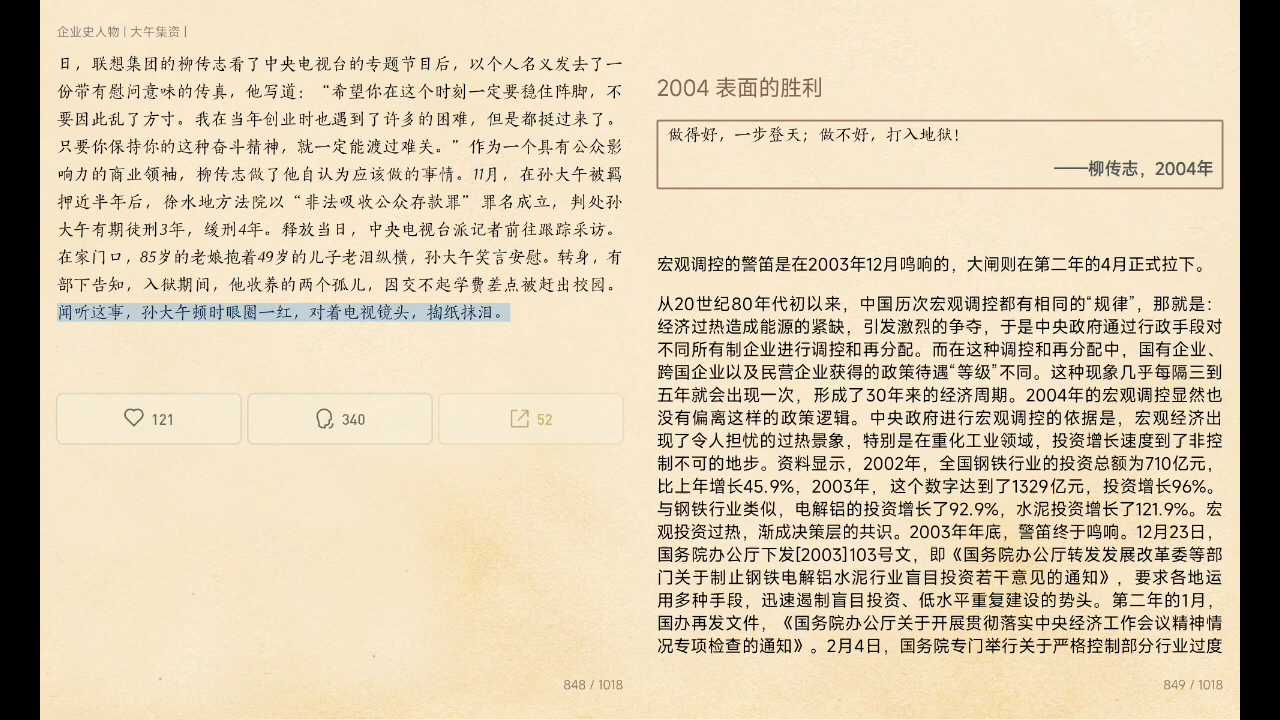 企业史人物 | 大午集资 |
日，联想集团的柳传志看了中央电视台的专题节目后，以个人名义发去了一
份带有慰问意味的传真，他写道：“希望你在这个时刻一定要稳住阵脚，不
要因此乱了方寸。我在当年创业时也遇到了许多的困难，但是都挺过来了。
只要你保持你的这种奋斗精神，就一定能渡过难关。”作为一个具有公众影
响力的商业领袖，柳传志做了他自认为应该做的事情。11月，在孙大午被羁
押近半年后，徐水地方法院以“非法吸收公众存款罪”罪名成立，判处孙
大午有期徒刑3年，缓刑4年。释放当日，中央电视台派记者前往跟踪采访。
在家门口，85岁的老娘抱着49岁的儿子老泪纵横，孙大午笑言安慰。转身，有
部下告知，入狱期间，他收养的两个孤儿，因交不起学费差点被赶出校园。
闻听这事，孙大午顿时眼圈一红，对着电视镜头，掏纸抹泪。
121
340
52
848 / 1018
2004 表面的胜利
做得好，一步登天；做不好，打入地狱！
——柳传志，2004年
宏观调控的警笛是在2003年12月鸣响的，大闸则在第二年的4月正式拉下。
从20世纪80年代初以来，中国历次宏观调控都有相同的“规律”，那就是：
经济过热造成能源的紧缺，引发激烈的争夺，于是中央政府通过行政手段对
不同所有制企业进行调控和再分配。而在这种调控和再分配中，国有企业、
跨国企业以及民营企业获得的政策待遇“等级”不同。这种现象几乎每隔三到
五年就会出现一次，形成了30年来的经济周期。2004年的宏观调控显然也
没有偏离这样的政策逻辑。中央政府进行宏观调控的依据是，宏观经济出
现了令人担忧的过热景象，特别是在重化工业领域，投资增长速度到了非控
制不可的地步。资料显示，2002年，全国钢铁行业的投资总额为710亿元，
比上年增长45.9%，2003年，这个数字达到了1329亿元，投资增长96%。
与钢铁行业类似，电解铝的投资增长了92.9%，水泥投资增长了121.9%。宏
观投资过热，渐成决策层的共识。2003年年底，警笛终于鸣响。12月23日，
国务院办公厅下发[2003]103号文，即《国务院办公厅转发发展改革委等部
门关于制止钢铁电解铝水泥行业盲目投资若干意见的通知》，要求各地运
用多种手段，迅速遏制盲目投资、低水平重复建设的势头。第二年的1月，
国办再发文件，《国务院办公厅关于开展贯彻落实中央经济工作会议精神情
况专项检查的通知》。2月4日，国务院专门举行关于严格控制部分行业过度
849 / 1018